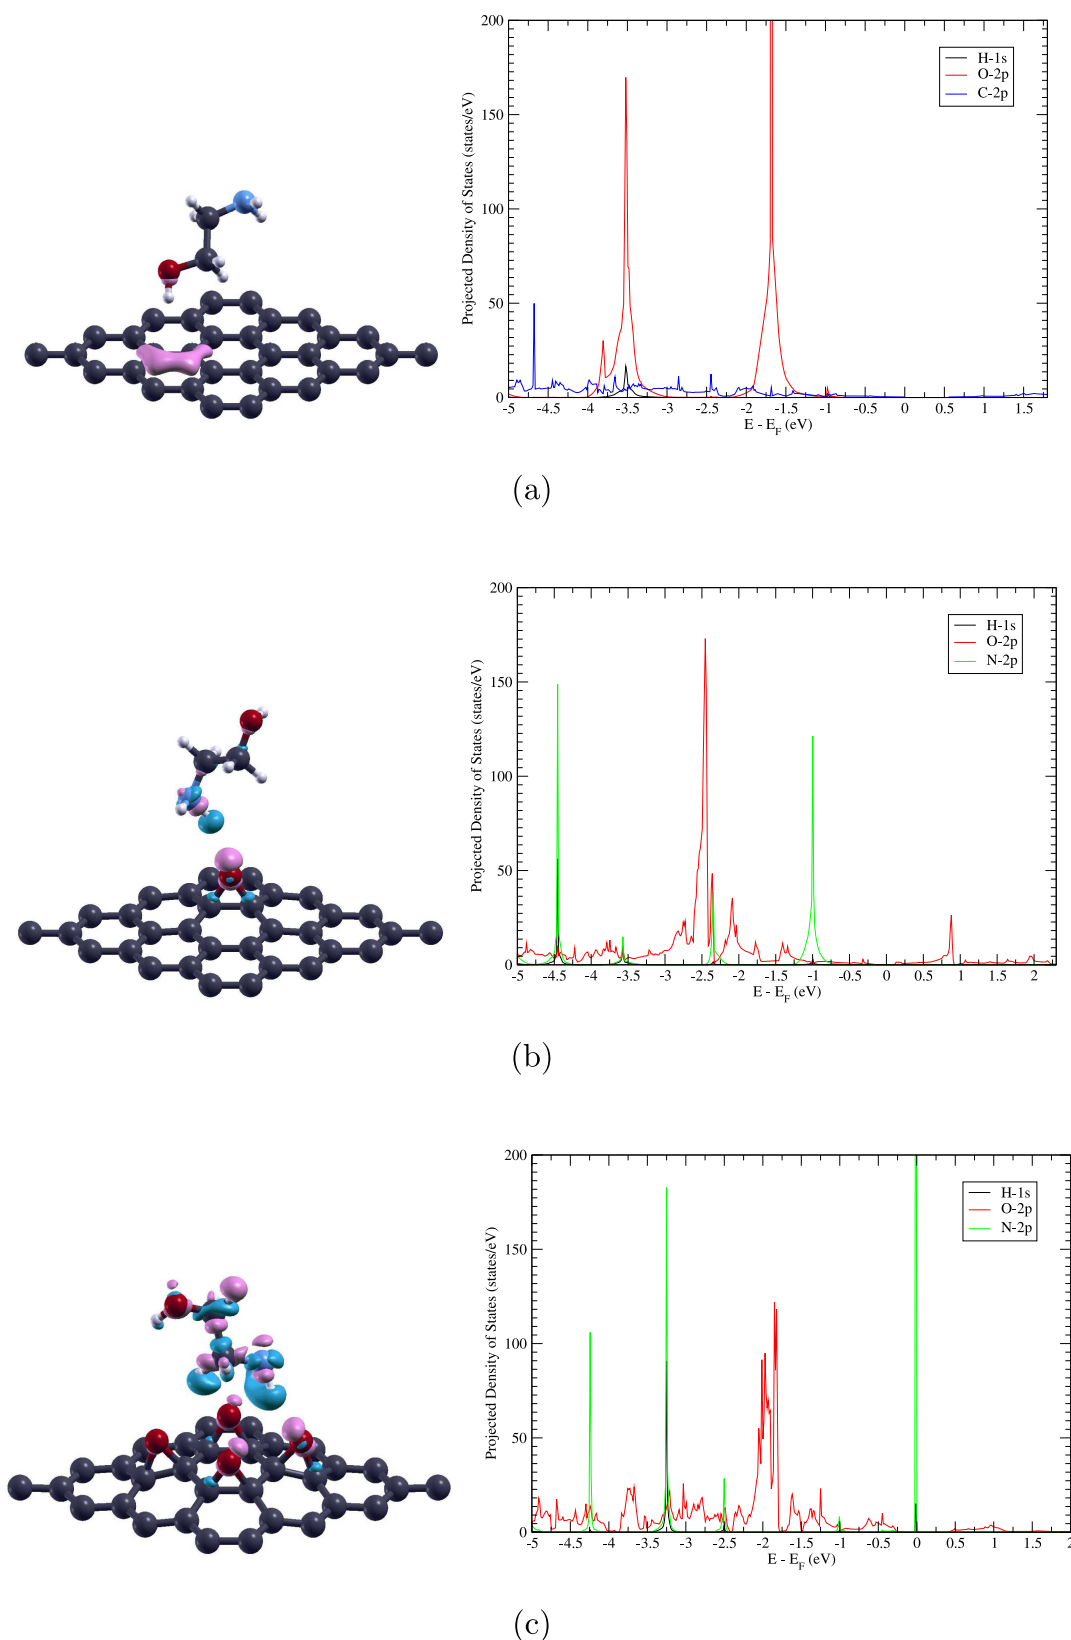 200
150
100
50
0
Projected Density of States (states/eV)
H-1s
O-2p
C-2p
-5 -4.5 -4 -3.5 -3 -2.5 -2 -1.5 -1 -0.5 0 0.5 1 1.5
E - E_F (eV)
(a)
200
150
100
50
0
Projected Density of States (states/eV)
H-1s
O-2p
N-2p
-5 -4.5 -4 -3.5 -3 -2.5 -2 -1.5 -1 -0.5 0 0.5 1 1.5 2
E - E_F (eV)
(b)
200
150
100
50
0
Projected Density of States (states/eV)
H-1s
O-2p
N-2p
-5 -4.5 -4 -3.5 -3 -2.5 -2 -1.5 -1 -0.5 0 0.5 1 1.5 2
E - E_F (eV)
(c)